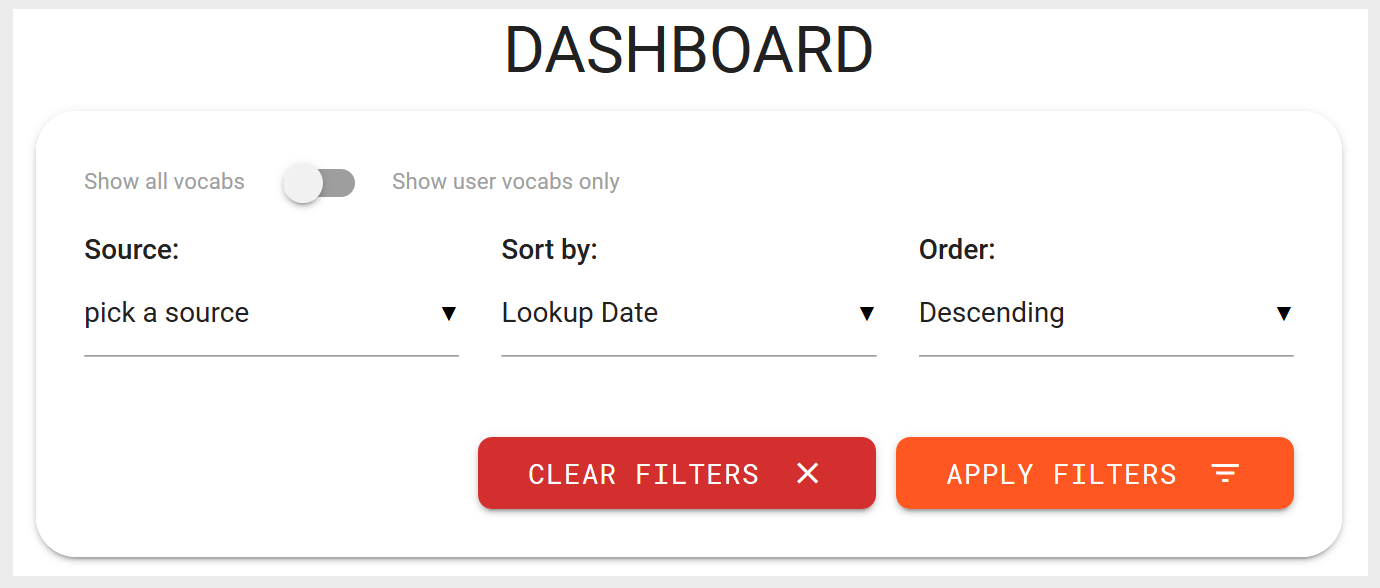 DASHBOARD
Show all vocabs Show user vocabs only
Source: Sort by: Order:
pick a source Lookup Date Descending
CLEAR FILTERS APPLY FILTERS